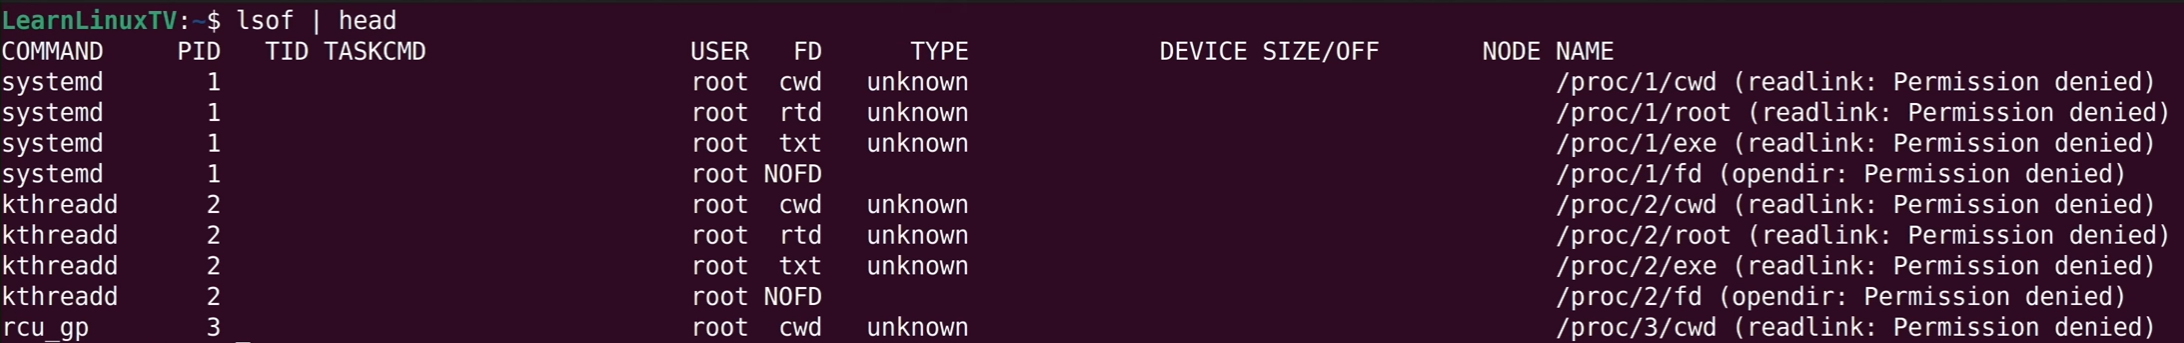 LearnLinuxTV:~$ lsof | head
COMMAND     PID   TID TASKCMD                  USER   FD      TYPE             DEVICE SIZE/OFF       NODE NAME
systemd       1                                root  cwd   unknown                                        /proc/1/cwd (readlink: Permission denied)
systemd       1                                root  rtd   unknown                                        /proc/1/root (readlink: Permission denied)
systemd       1                                root  txt   unknown                                        /proc/1/exe (readlink: Permission denied)
systemd       1                                root NOFD                                                  /proc/1/fd (opendir: Permission denied)
kthreadd      2                                root  cwd   unknown                                        /proc/2/cwd (readlink: Permission denied)
kthreadd      2                                root  rtd   unknown                                        /proc/2/root (readlink: Permission denied)
kthreadd      2                                root  txt   unknown                                        /proc/2/exe (readlink: Permission denied)
kthreadd      2                                root NOFD                                                  /proc/2/fd (opendir: Permission denied)
rcu_gp        3                                root  cwd   unknown                                        /proc/3/cwd (readlink: Permission denied)